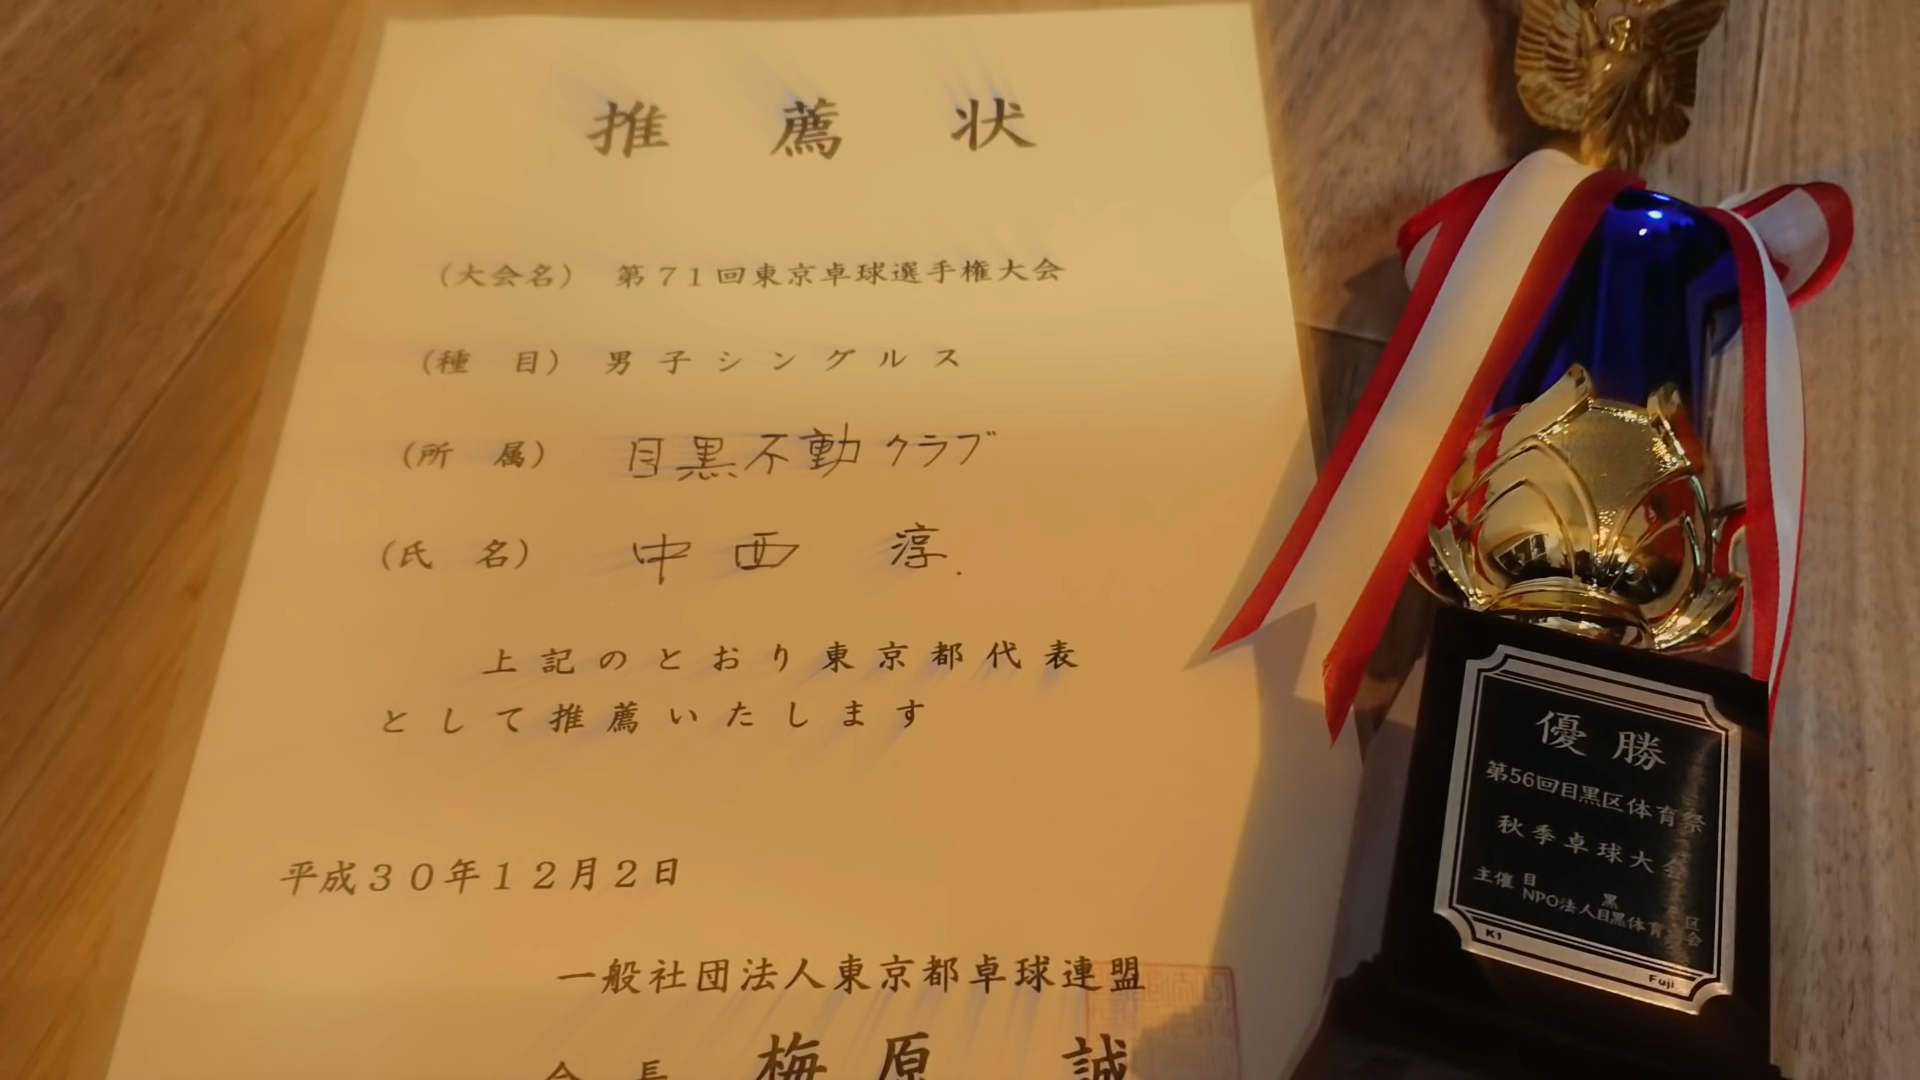 推薦状
（大会名） 第７１回東京卓球選手権大会
（種 目） 男子シングルス
（所 属） 目黒不動クラブ
（氏 名） 中西 淳.
上記のとおり東京都代表
として推薦いたします
平成３０年１２月２日
一般社団法人東京都卓球連盟
会長 梅原 誠
優勝
第56回目黒区体育祭
秋季卓球大会
主催 目黒区
NPO法人目黒体育会
K1
Fuji